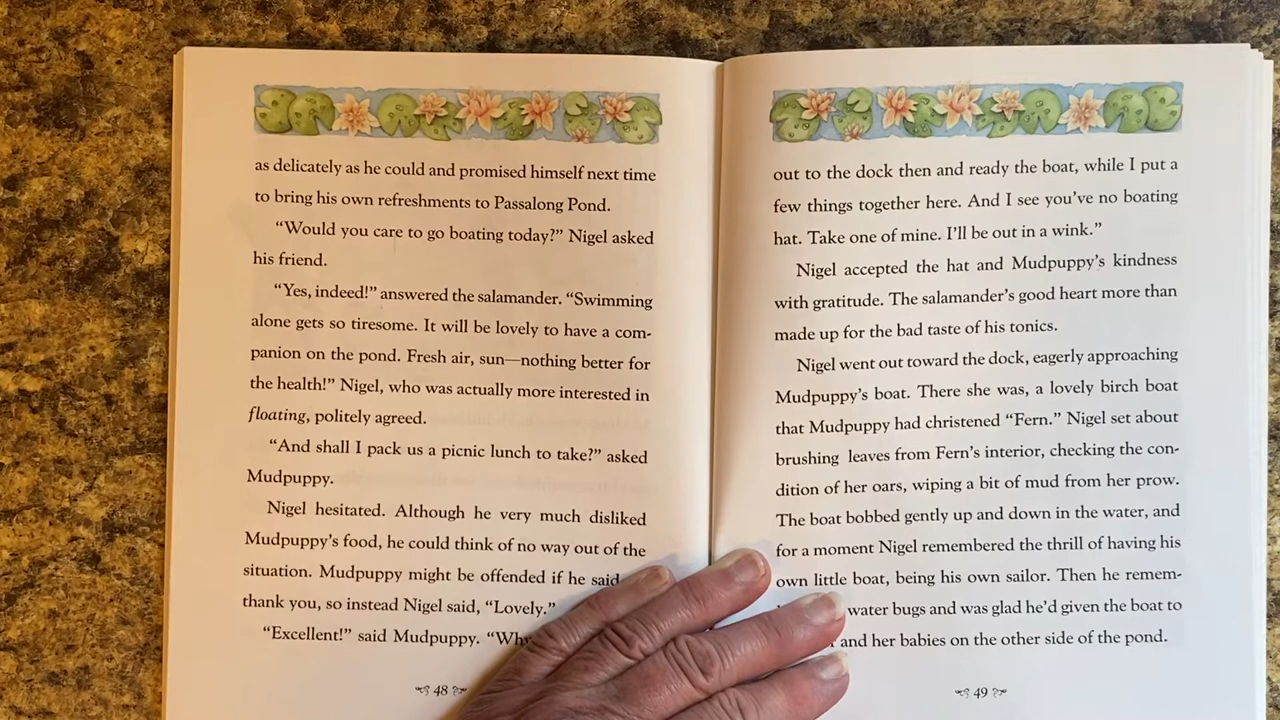 as delicately as he could and promised himself next time
to bring his own refreshments to Passalong Pond.
“Would you care to go boating today?” Nigel asked
his friend.
“Yes, indeed!” answered the salamander. “Swimming
alone gets so tiresome. It will be lovely to have a com-
panion on the pond. Fresh air, sun—nothing better for
the health!” Nigel, who was actually more interested in
floating, politely agreed.
“And shall I pack us a picnic lunch to take?” asked
Mudpuppy.
Nigel hesitated. Although he very much disliked
Mudpuppy’s food, he could think of no way out of the
situation. Mudpuppy might be offended if he said
thank you, so instead Nigel said, “Lovely.”
“Excellent!” said Mudpuppy.
48
out to the dock then and ready the boat, while I put a
few things together here. And I see you’ve no boating
hat. Take one of mine. I’ll be out in a wink.”
Nigel accepted the hat and Mudpuppy’s kindness
with gratitude. The salamander’s good heart more than
made up for the bad taste of his tonics.
Nigel went out toward the dock, eagerly approaching
Mudpuppy’s boat. There she was, a lovely birch boat
that Mudpuppy had christened “Fern.” Nigel set about
brushing leaves from Fern’s interior, checking the con-
dition of her oars, wiping a bit of mud from her prow.
The boat bobbed gently up and down in the water, and
for a moment Nigel remembered the thrill of having his
own little boat, being his own sailor. Then he remem-
water bugs and was glad he’d given the boat to
and her babies on the other side of the pond.
49